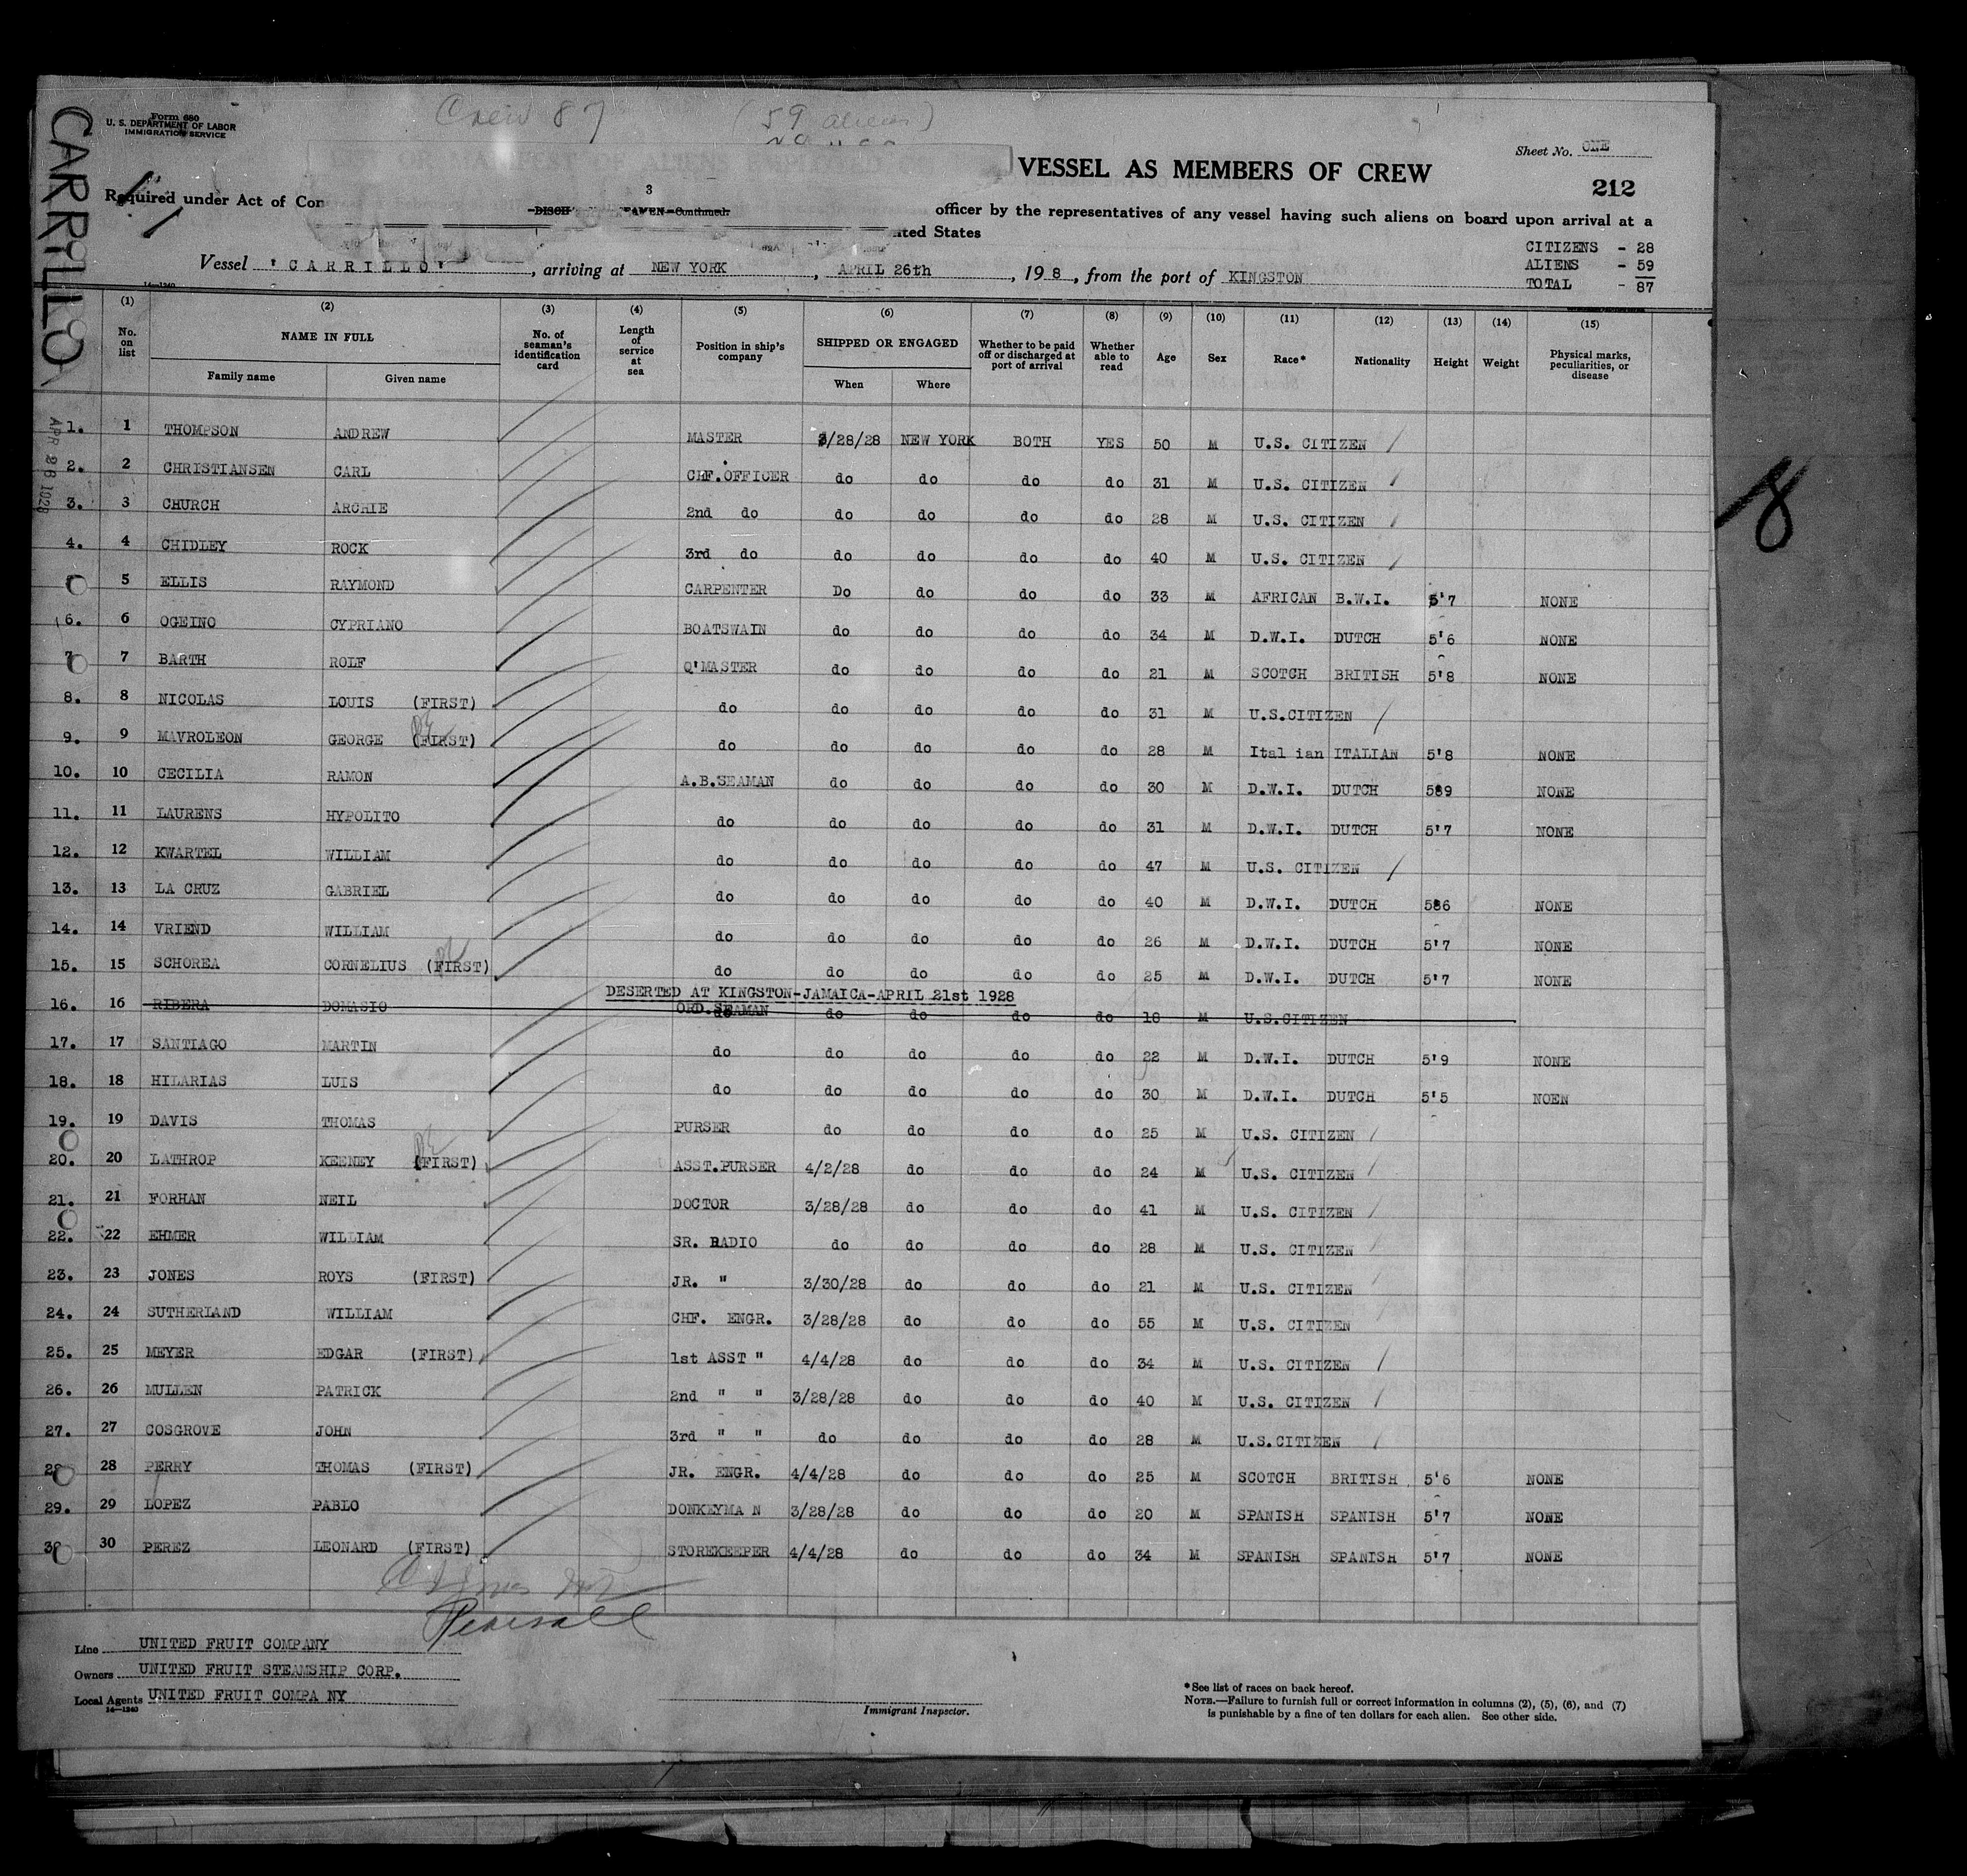 CARRILLO
Form 680
U. S. DEPARTMENT OF LABOR
IMMIGRATION SERVICE
Crew 87 (59 aliens)
OR MANIFEST OF ALIEN
VESSEL AS MEMBERS OF CREW
Sheet No. ONE
212
Required under Act of Con
3
DISCH AVEN—Continued.
officer by the representatives of any vessel having such aliens on board upon arrival at a
ited States
CITIZENS - 28
ALIENS - 59
TOTAL - 87
Vessel "CARRILLO", arriving at NEW YORK, APRIL 26th, 19 8, from the port of KINGSTON
14—1240
(1) (2) (3) (4) (5) (6) (7) (8) (9) (10) (11) (12) (13) (14) (15)
No. on list
NAME IN FULL
Family name Given name
No. of seaman's identification card
Length of service at sea
Position in ship's company
SHIPPED OR ENGAGED
When Where
Whether to be paid off or discharged at port of arrival
Whether able to read
Age
Sex
Race*
Nationality
Height
Weight
Physical marks, peculiarities, or disease
APR 26 1928
8
1. 1 THOMPSON ANDREW MASTER 3/28/28 NEW YORK BOTH YES 50 M U.S. CITIZEN
2. 2 CHRISTIANSEN CARL CHF.OFFICER do do do do 31 M U.S. CITIZEN
3. 3 CHURCH ARCHIE 2nd do do do do do 28 M U.S. CITIZEN
4. 4 CHIDLEY ROCK 3rd do do do do do 40 M U.S. CITIZEN
5 ELLIS RAYMOND CARPENTER Do do do do 33 M AFRICAN B.W.I. 5'7 NONE
6. 6 OGEINO CYPRIANO BOATSWAIN do do do do 34 M D.W.I. DUTCH 5'6 NONE
7 7 BARTH ROLF Q'MASTER do do do do 21 M SCOTCH BRITISH 5'8 NONE
8. 8 NICOLAS LOUIS (FIRST) do do do do do 31 M U.S.CITIZEN
9. 9 MAVROLEON GEORGE (FIRST) do do do do do 28 M Ital ian ITALIAN 5'8 NONE
10. 10 CECILIA RAMON A.B.SEAMAN do do do do 30 M D.W.I. DUTCH 589 NONE
11. 11 LAURENS HYPOLITO do do do do do 31 M D.W.I. DUTCH 5'7 NONE
12. 12 KWARTEL WILLIAM do do do do do 47 M U.S. CITIZEN
13. 13 LA CRUZ GABRIEL do do do do do 40 M D.W.I. DUTCH 586 NONE
14. 14 VRIEND WILLIAM do do do do do 26 M D.W.I. DUTCH 5'7 NONE
15. 15 SCHOREA CORNELIUS (FIRST) do do do do do 25 M D.W.I. DUTCH 5'7 NONE
DESERTED AT KINGSTON-JAMAICA-APRIL 21st 1928
16. 16 RIBERA DOMASIO ORD.SEAMAN do do do do 18 M U.S.CITIZEN
17. 17 SANTIAGO MARTIN do do do do do 22 M D.W.I. DUTCH 5'9 NONE
18. 18 HILARIAS LUIS do do do do do 30 M D.W.I. DUTCH 5'5 NOEN
19. 19 DAVIS THOMAS PURSER do do do do 25 M U.S. CITIZEN
20. 20 LATHROP KEENEY (FIRST) ASST.PURSER 4/2/28 do do do 24 M U.S. CITIZEN
21. 21 FORHAN NEIL DOCTOR 3/28/28 do do do 41 M U.S. CITIZEN
22. 22 EHMER WILLIAM SR. RADIO do do do do 28 M U.S. CITIZEN
23. 23 JONES ROYS (FIRST) JR. " 3/30/28 do do do 21 M U.S. CITIZEN
24. 24 SUTHERLAND WILLIAM CHF. ENGR. 3/28/28 do do do 55 M U.S. CITIZEN
25. 25 MEYER EDGAR (FIRST) 1st ASST " 4/4/28 do do do 34 M U.S. CITIZEN
26. 26 MULLEN PATRICK 2nd " " 3/28/28 do do do 40 M U.S. CITIZEN
27. 27 COSGROVE JOHN 3rd " " do do do do 28 M U.S.CITIZEN
28 28 PERRY THOMAS (FIRST) JR. ENGR. 4/4/28 do do do 25 M SCOTCH BRITISH 5'6 NONE
29. 29 LOPEZ PABLO DONKEYMA N 3/28/28 do do do 20 M SPANISH SPANISH 5'7 NONE
30 30 PEREZ LEONARD (FIRST) STOREKEEPER 4/4/28 do do do 34 M SPANISH SPANISH 5'7 NONE
Line UNITED FRUIT COMPANY
Owners UNITED FRUIT STEAMSHIP CORP.
Local Agents UNITED FRUIT COMPA NY
14—1240
Immigrant Inspector.
*See list of races on back hereof.
NOTE.—Failure to furnish full or correct information in columns (2), (5), (6), and (7)
is punishable by a fine of ten dollars for each alien. See other side.